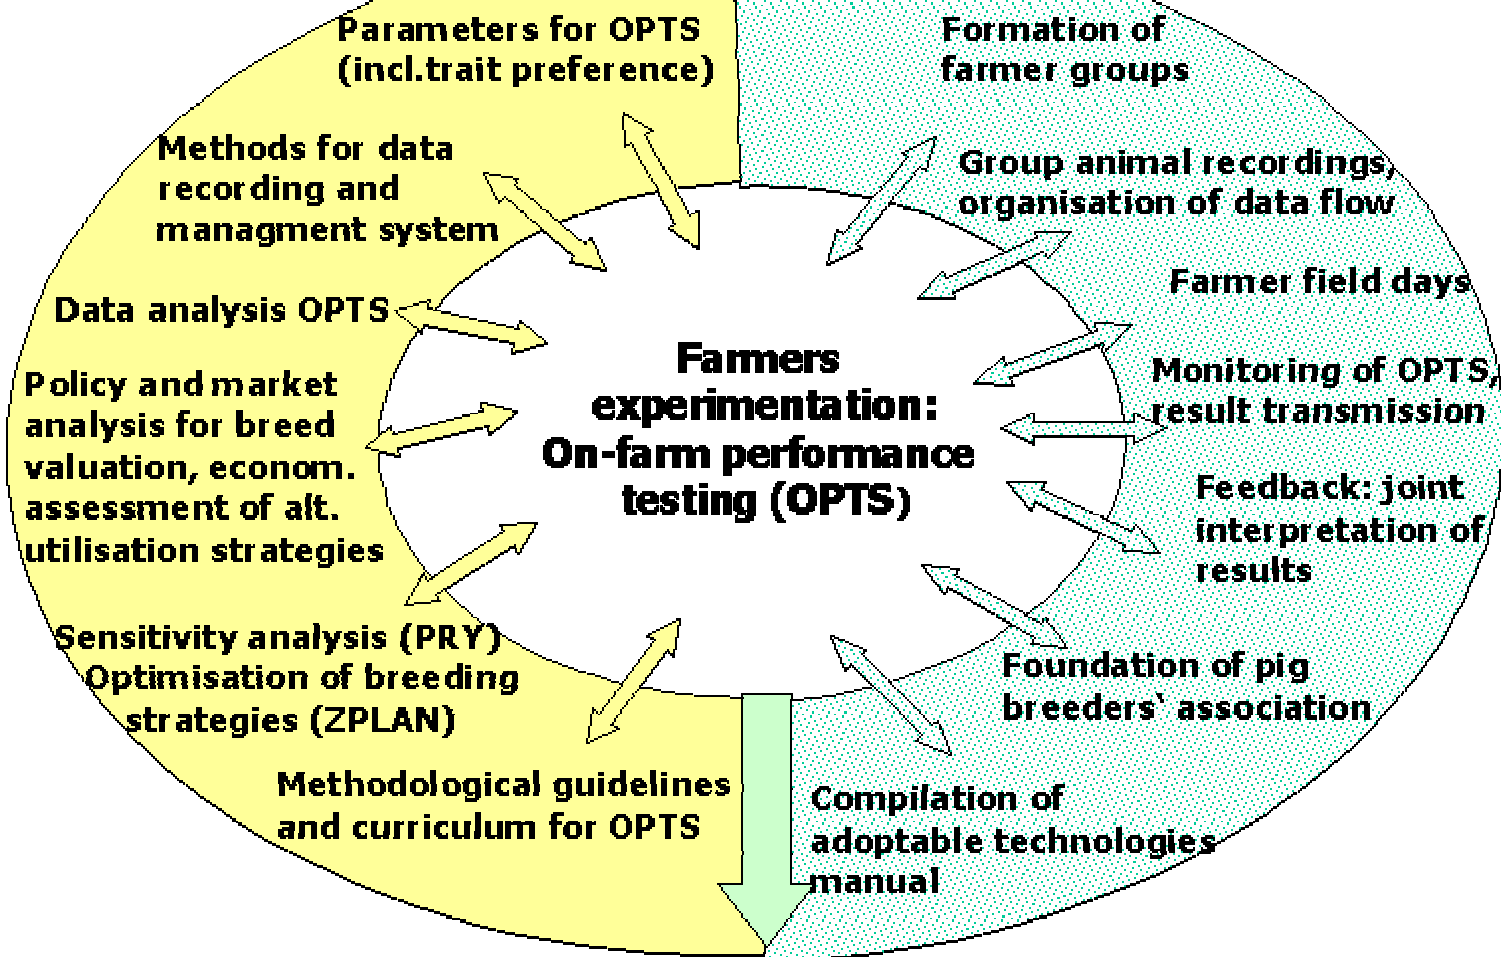 Parameters for OPTS
(incl.trait preference)
Methods for data
recording and
managment system
Data analysis OPTS
Policy and market
analysis for breed
valuation, econom.
assessment of alt.
utilisation strategies
Sensitivity analysis (PRY)
Optimisation of breeding
strategies (ZPLAN)
Methodological guidelines
and curriculum for OPTS
Farmers
experimentation:
On-farm performance
testing (OPTS)
Formation of
farmer groups
Group animal recordings,
organisation of data flow
Farmer field days
Monitoring of OPTS,
result transmission
Feedback: joint
interpretation of
results
Foundation of pig
breeders‘ association
Compilation of
adoptable technologies
manual